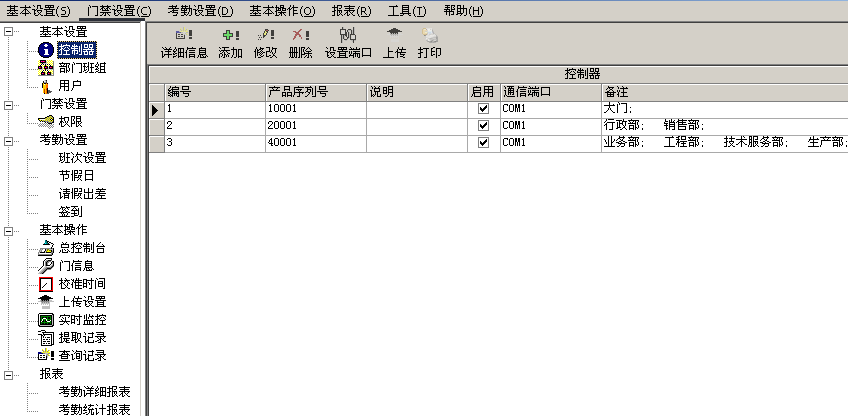 基本设置(S) 门禁设置(C) 考勤设置(D) 基本操作(O) 报表(R) 工具(T) 帮助(H)
详细信息 添加 修改 删除 设置端口 上传 打印
基本设置
控制器
部门班组
用户
门禁设置
权限
考勤设置
班次设置
节假日
请假出差
签到
基本操作
总控制台
门信息
校准时间
上传设置
实时监控
提取记录
查询记录
报表
考勤详细报表
考勤统计报表
控制器
编号 产品序列号 说明 启用 通信端口 备注
1 10001 COM1 大门;
2 20001 COM1 行政部; 销售部;
3 40001 COM1 业务部; 工程部; 技术服务部; 生产部;